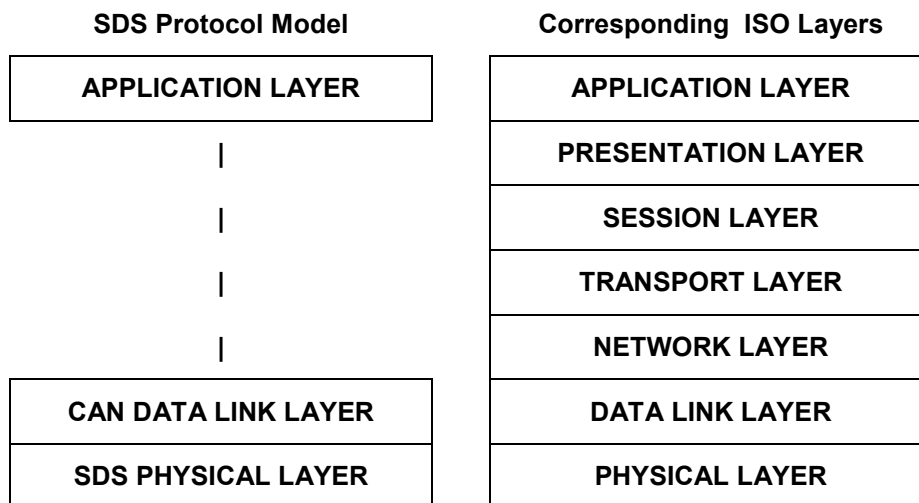 SDS Protocol Model
Corresponding ISO Layers
APPLICATION LAYER
APPLICATION LAYER
|
PRESENTATION LAYER
|
SESSION LAYER
|
TRANSPORT LAYER
|
NETWORK LAYER
CAN DATA LINK LAYER
DATA LINK LAYER
SDS PHYSICAL LAYER
PHYSICAL LAYER